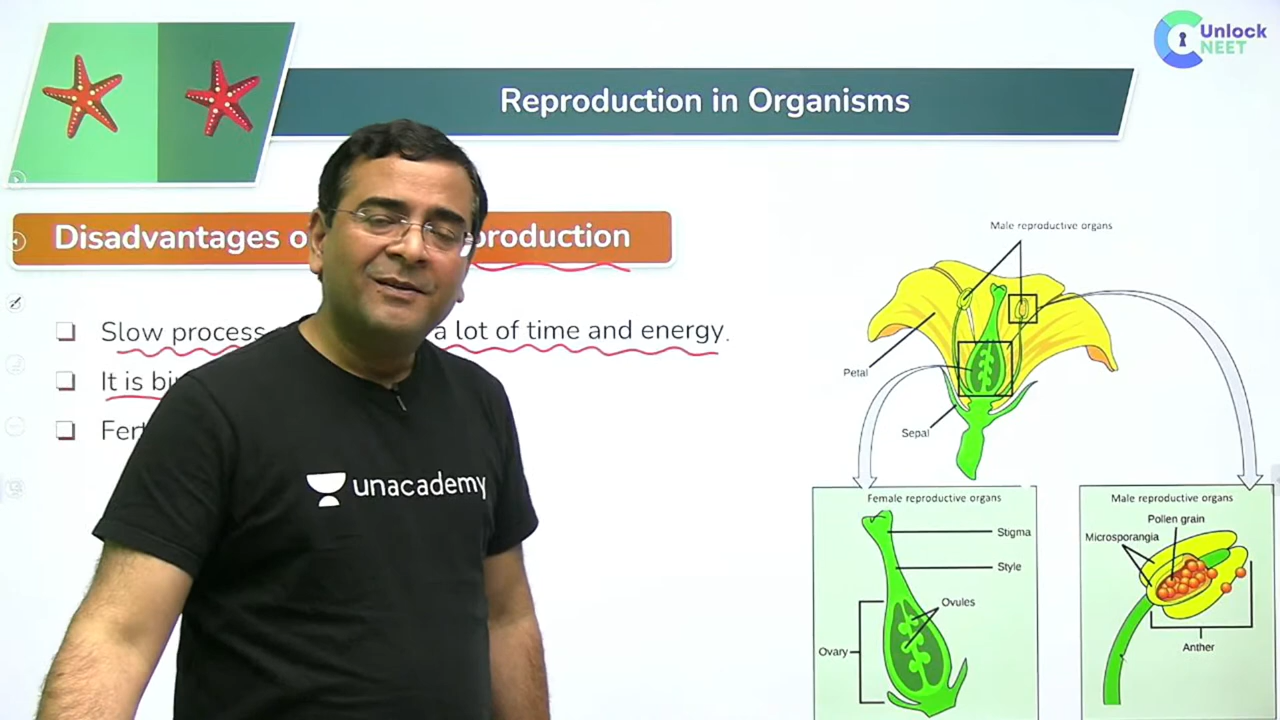 Unlock
NEET
Reproduction in Organisms
Disadvantages o production
Slow process a lot of time and energy.
It is bi
Fert
unacademy
Male reproductive organs
Petal
Sepal
Female reproductive organs
Stigma
Style
Ovules
Ovary
Male reproductive organs
Pollen grain
Microsporangia
Anther